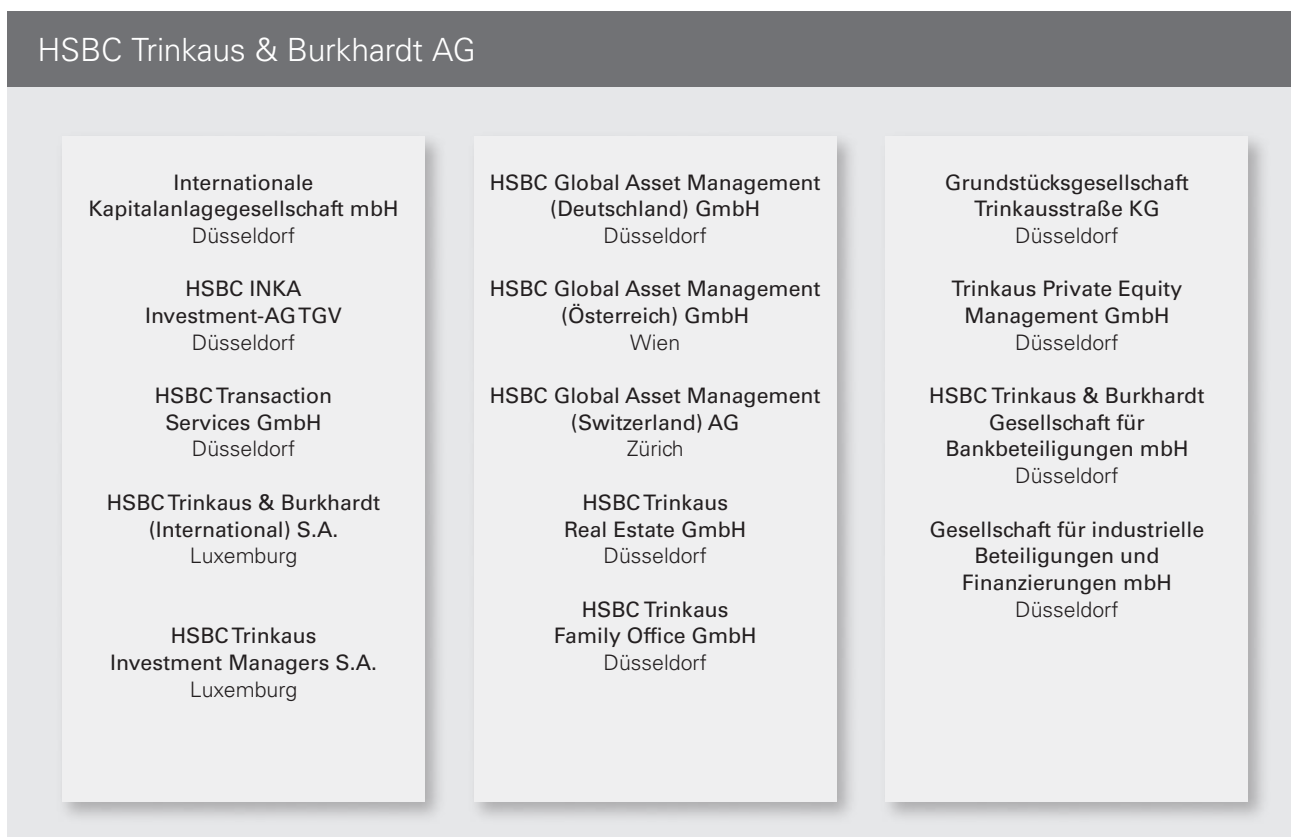 HSBC Trinkaus & Burkhardt AG
Internationale
Kapitalanlagegesellschaft mbH
Düsseldorf
HSBC INKA
Investment-AG TGV
Düsseldorf
HSBC Transaction
Services GmbH
Düsseldorf
HSBC Trinkaus & Burkhardt
(International) S.A.
Luxemburg
HSBC Trinkaus
Investment Managers S.A.
Luxemburg
HSBC Global Asset Management
(Deutschland) GmbH
Düsseldorf
HSBC Global Asset Management
(Österreich) GmbH
Wien
HSBC Global Asset Management
(Switzerland) AG
Zürich
HSBC Trinkaus
Real Estate GmbH
Düsseldorf
HSBC Trinkaus
Family Office GmbH
Düsseldorf
Grundstücksgesellschaft
Trinkausstraße KG
Düsseldorf
Trinkaus Private Equity
Management GmbH
Düsseldorf
HSBC Trinkaus & Burkhardt
Gesellschaft für
Bankbeteiligungen mbH
Düsseldorf
Gesellschaft für industrielle
Beteiligungen und
Finanzierungen mbH
Düsseldorf